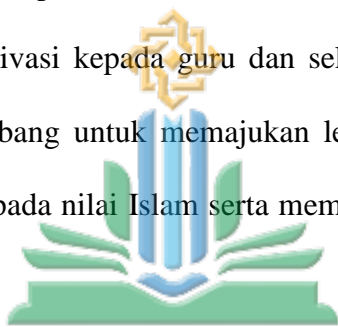 ivasi kepada guru dan sel
bang untuk memajukan le
pada nilai Islam serta mem